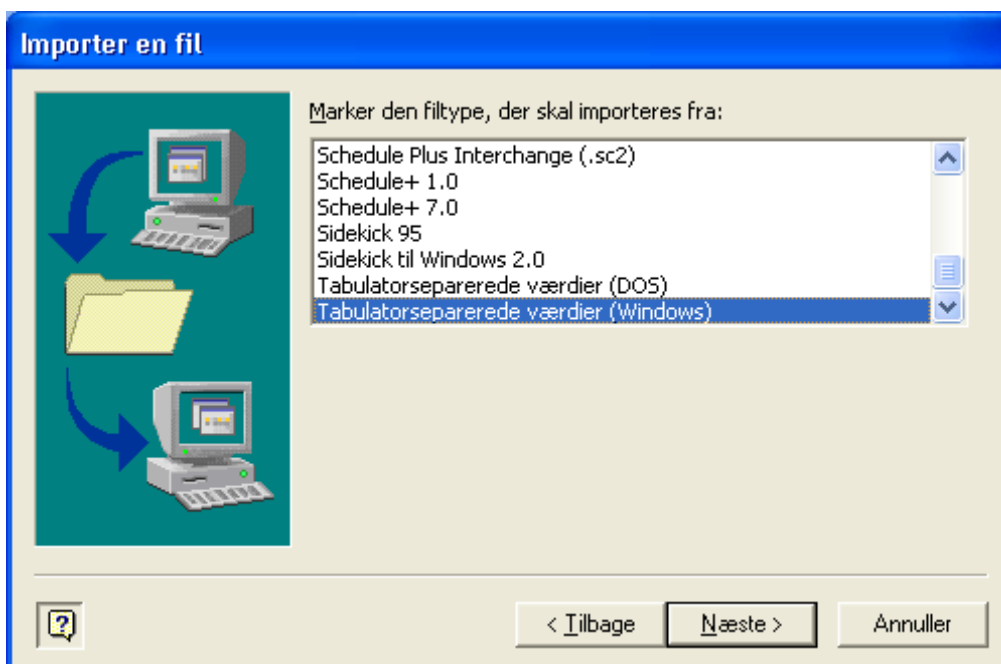 Importer en fil
Marker den filtype, der skal importeres fra:
Schedule Plus Interchange (.sc2)
Schedule+ 1.0
Schedule+ 7.0
Sidekick 95
Sidekick til Windows 2.0
Tabulatorseparerede værdier (DOS)
Tabulatorseparerede værdier (Windows)
?
< Tilbage
Næste >
Annuller